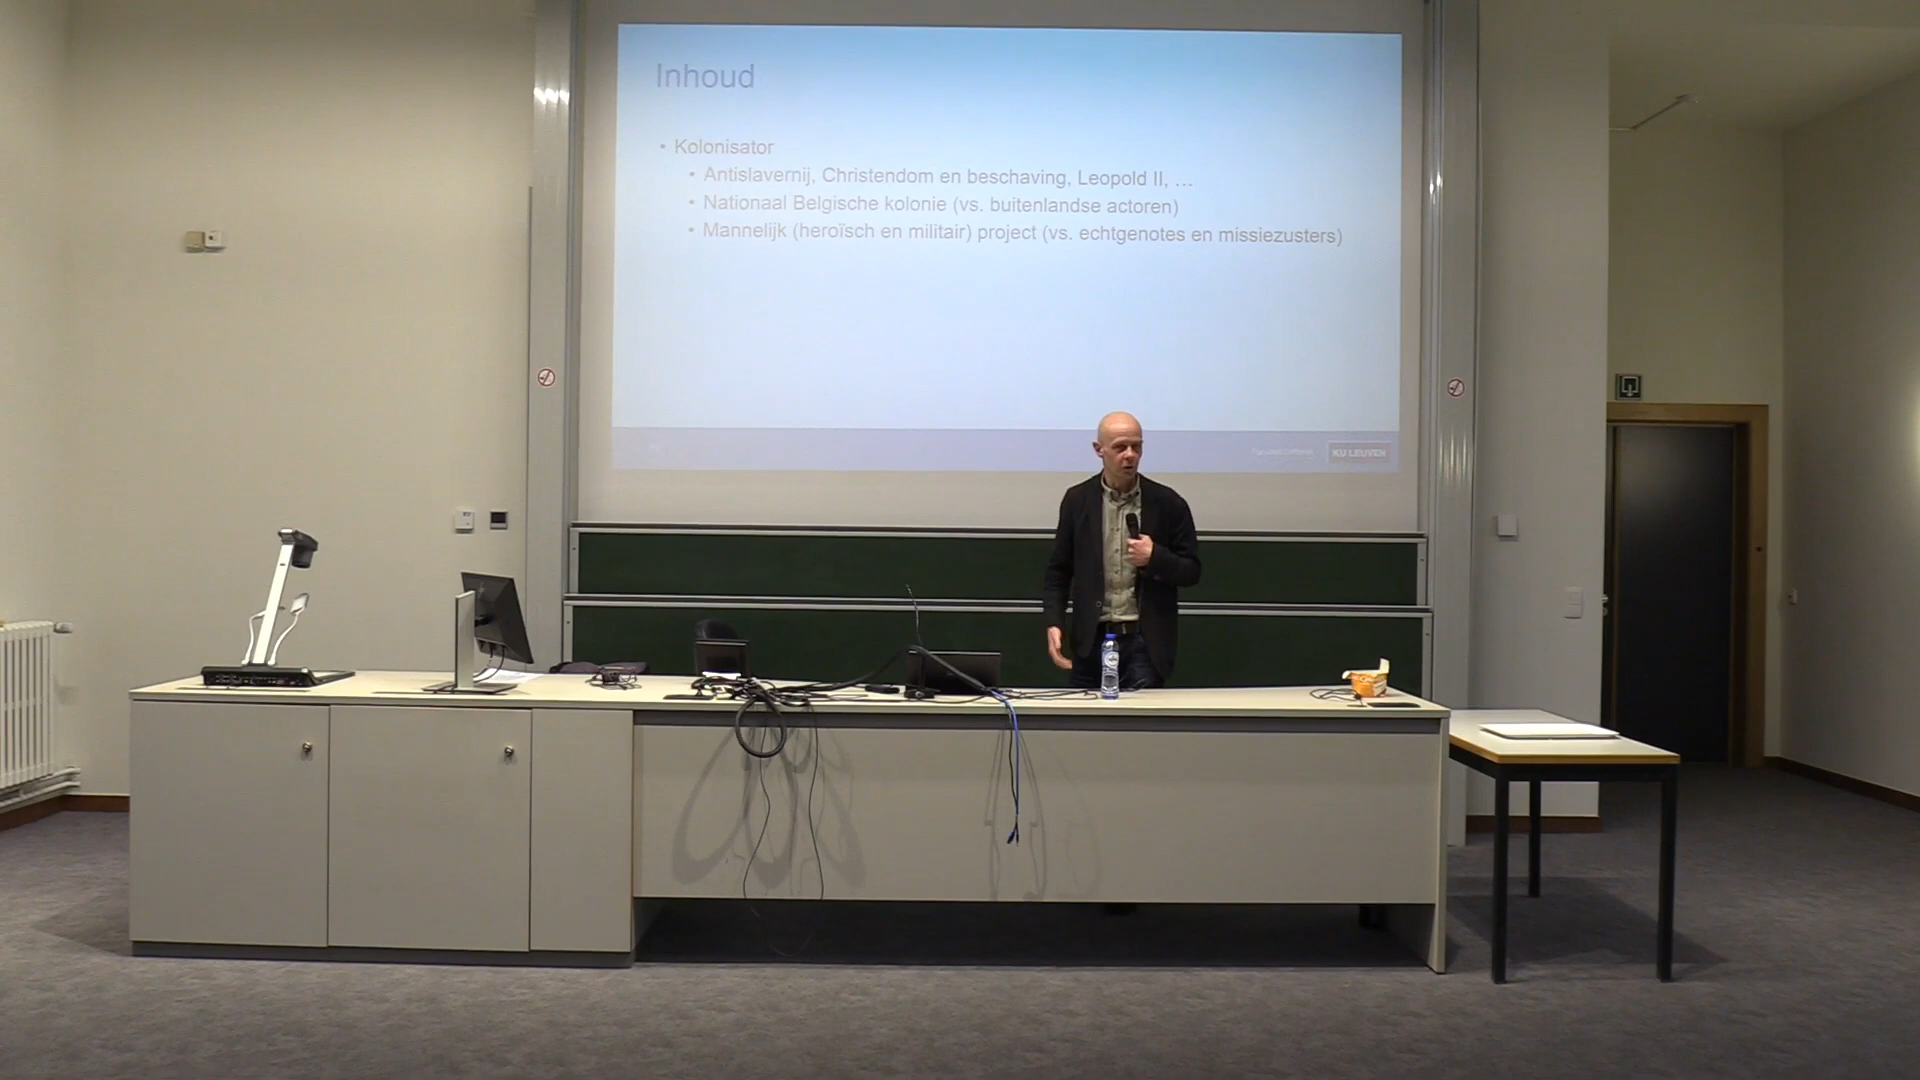 Inhoud
• Kolonisator
• Antislavernij, Christendom en beschaving, Leopold II, …
• Nationaal Belgische kolonie (vs. buitenlandse actoren)
• Mannelijk (heroïsch en militair) project (vs. echtgenotes en missiezusters)
KU LEUVEN